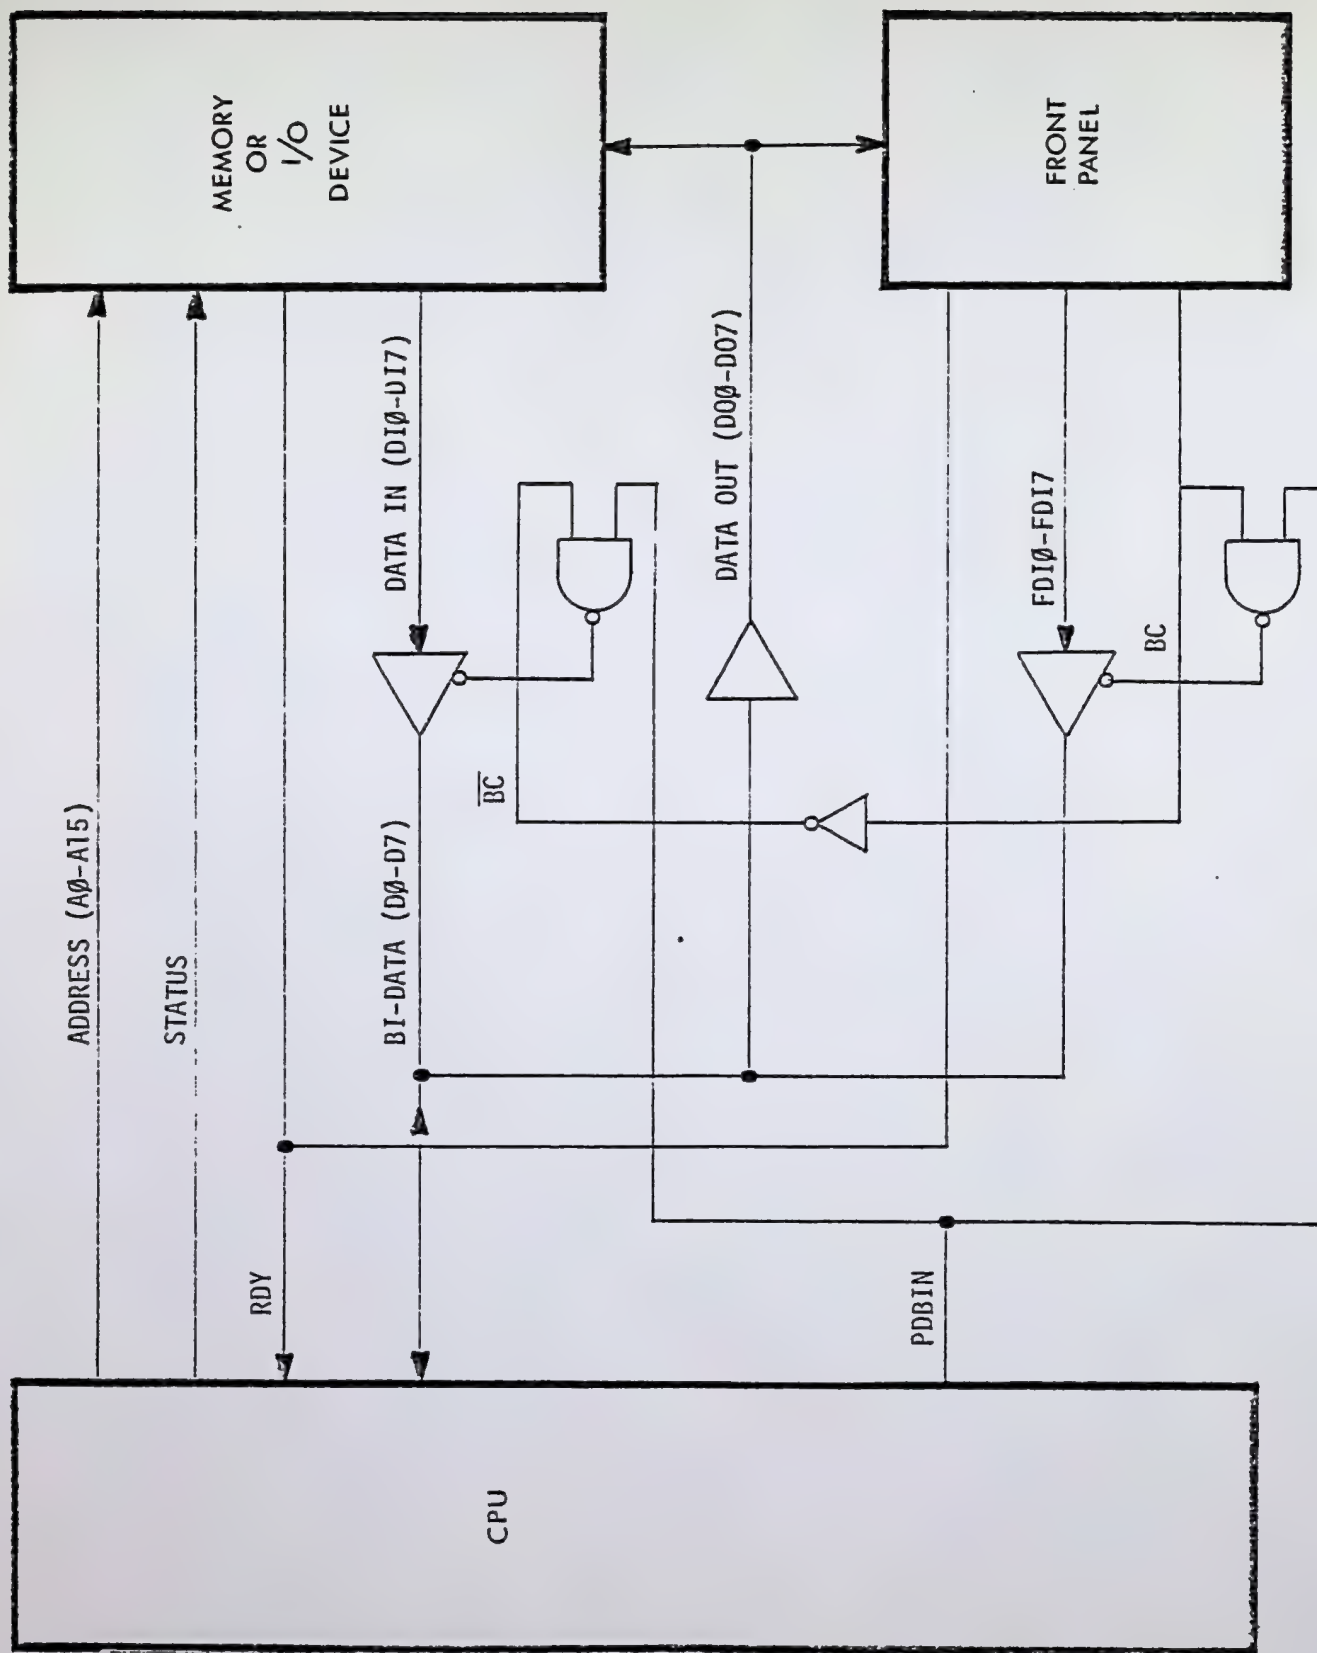 MEMORY
OR
I/O
DEVICE
FRONT
PANEL
ADDRESS (AØ-A15)
STATUS
RDY
DATA IN (DIØ-DI7)
BI-DATA (DØ-D7)
BC
DATA OUT (DOØ-DO7)
FDIØ-FDI7
BC
PDBIN
CPU